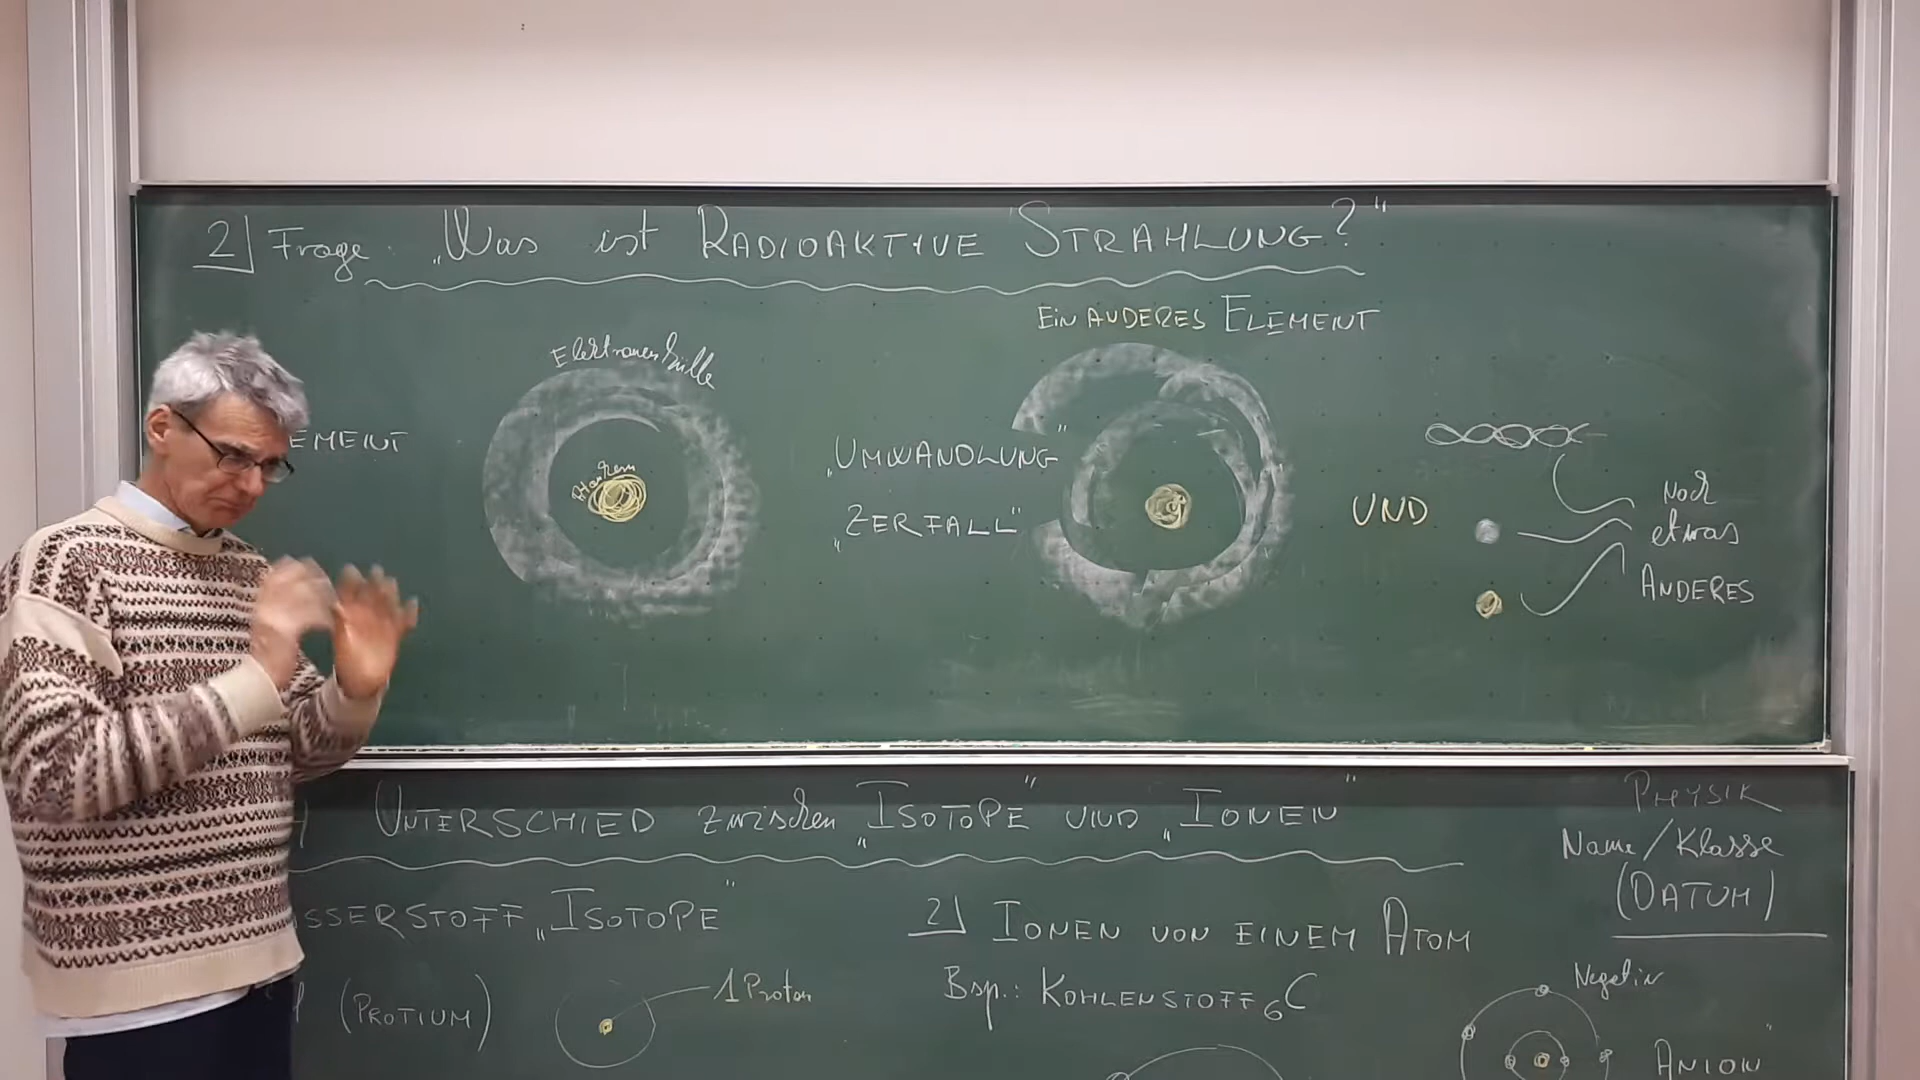 2) Frage: „Was ist RADIOAKTIVE STRAHLUNG?"
EIN ANDERES ELEMENT
Elektronenhülle
EMENT
Atomkern
„UMWANDLUNG"
„ZERFALL"
UND
Noch
etwas
ANDERES
UNTERSCHIED zwischen „ISOTOPE" UND „IONEN"
PHYSIK
Name/Klasse
(DATUM)
SSERSTOFF „ISOTOPE"
2) IONEN VON EINEM ATOM
(PROTIUM)
1 Proton
Bsp.: KOHLENSTOFF 6C
Negativ
ANION"